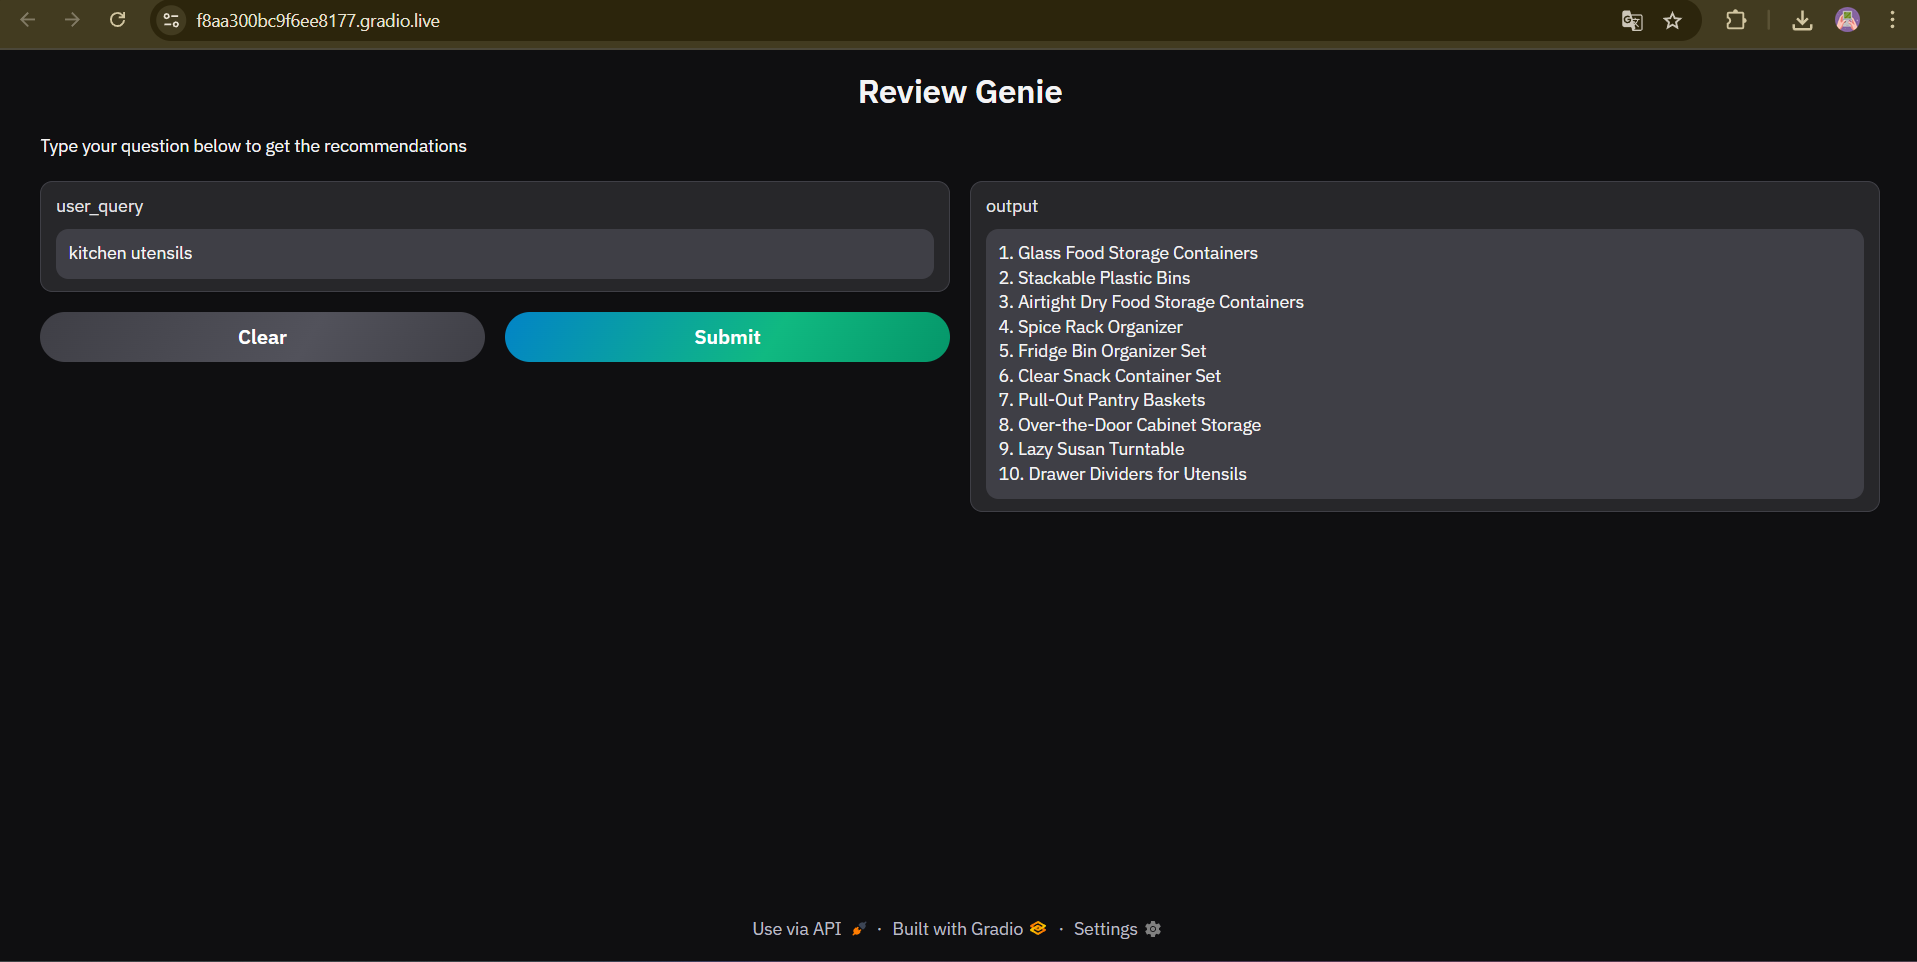 f8aa300bc9f6ee8177.gradio.live
Review Genie
Type your question below to get the recommendations
user_query
kitchen utensils
Clear
Submit
output
1. Glass Food Storage Containers
2. Stackable Plastic Bins
3. Airtight Dry Food Storage Containers
4. Spice Rack Organizer
5. Fridge Bin Organizer Set
6. Clear Snack Container Set
7. Pull-Out Pantry Baskets
8. Over-the-Door Cabinet Storage
9. Lazy Susan Turntable
10. Drawer Dividers for Utensils
Use via API · Built with Gradio · Settings